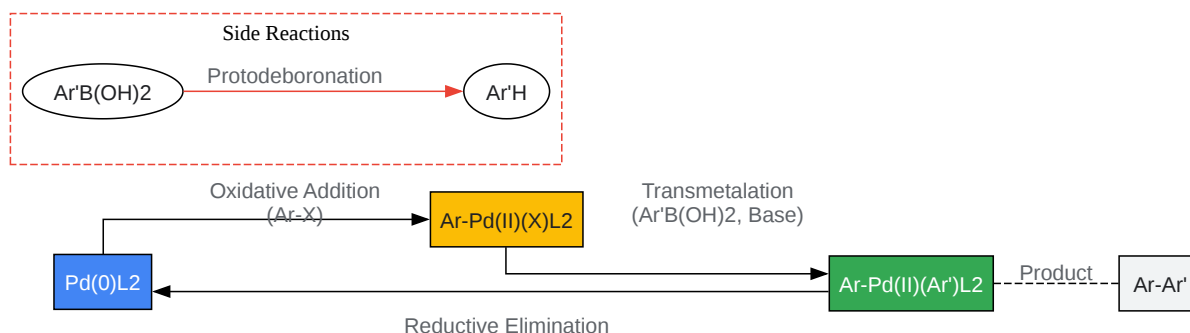 Side Reactions
Protodeboronation
Ar'B(OH)2
Ar'H
Oxidative Addition
(Ar-X)
Transmetalation
(Ar'B(OH)2, Base)
Ar-Pd(II)(X)L2
Pd(0)L2
Ar-Pd(II)(Ar')L2
Product
Ar-Ar'
Reductive Elimination